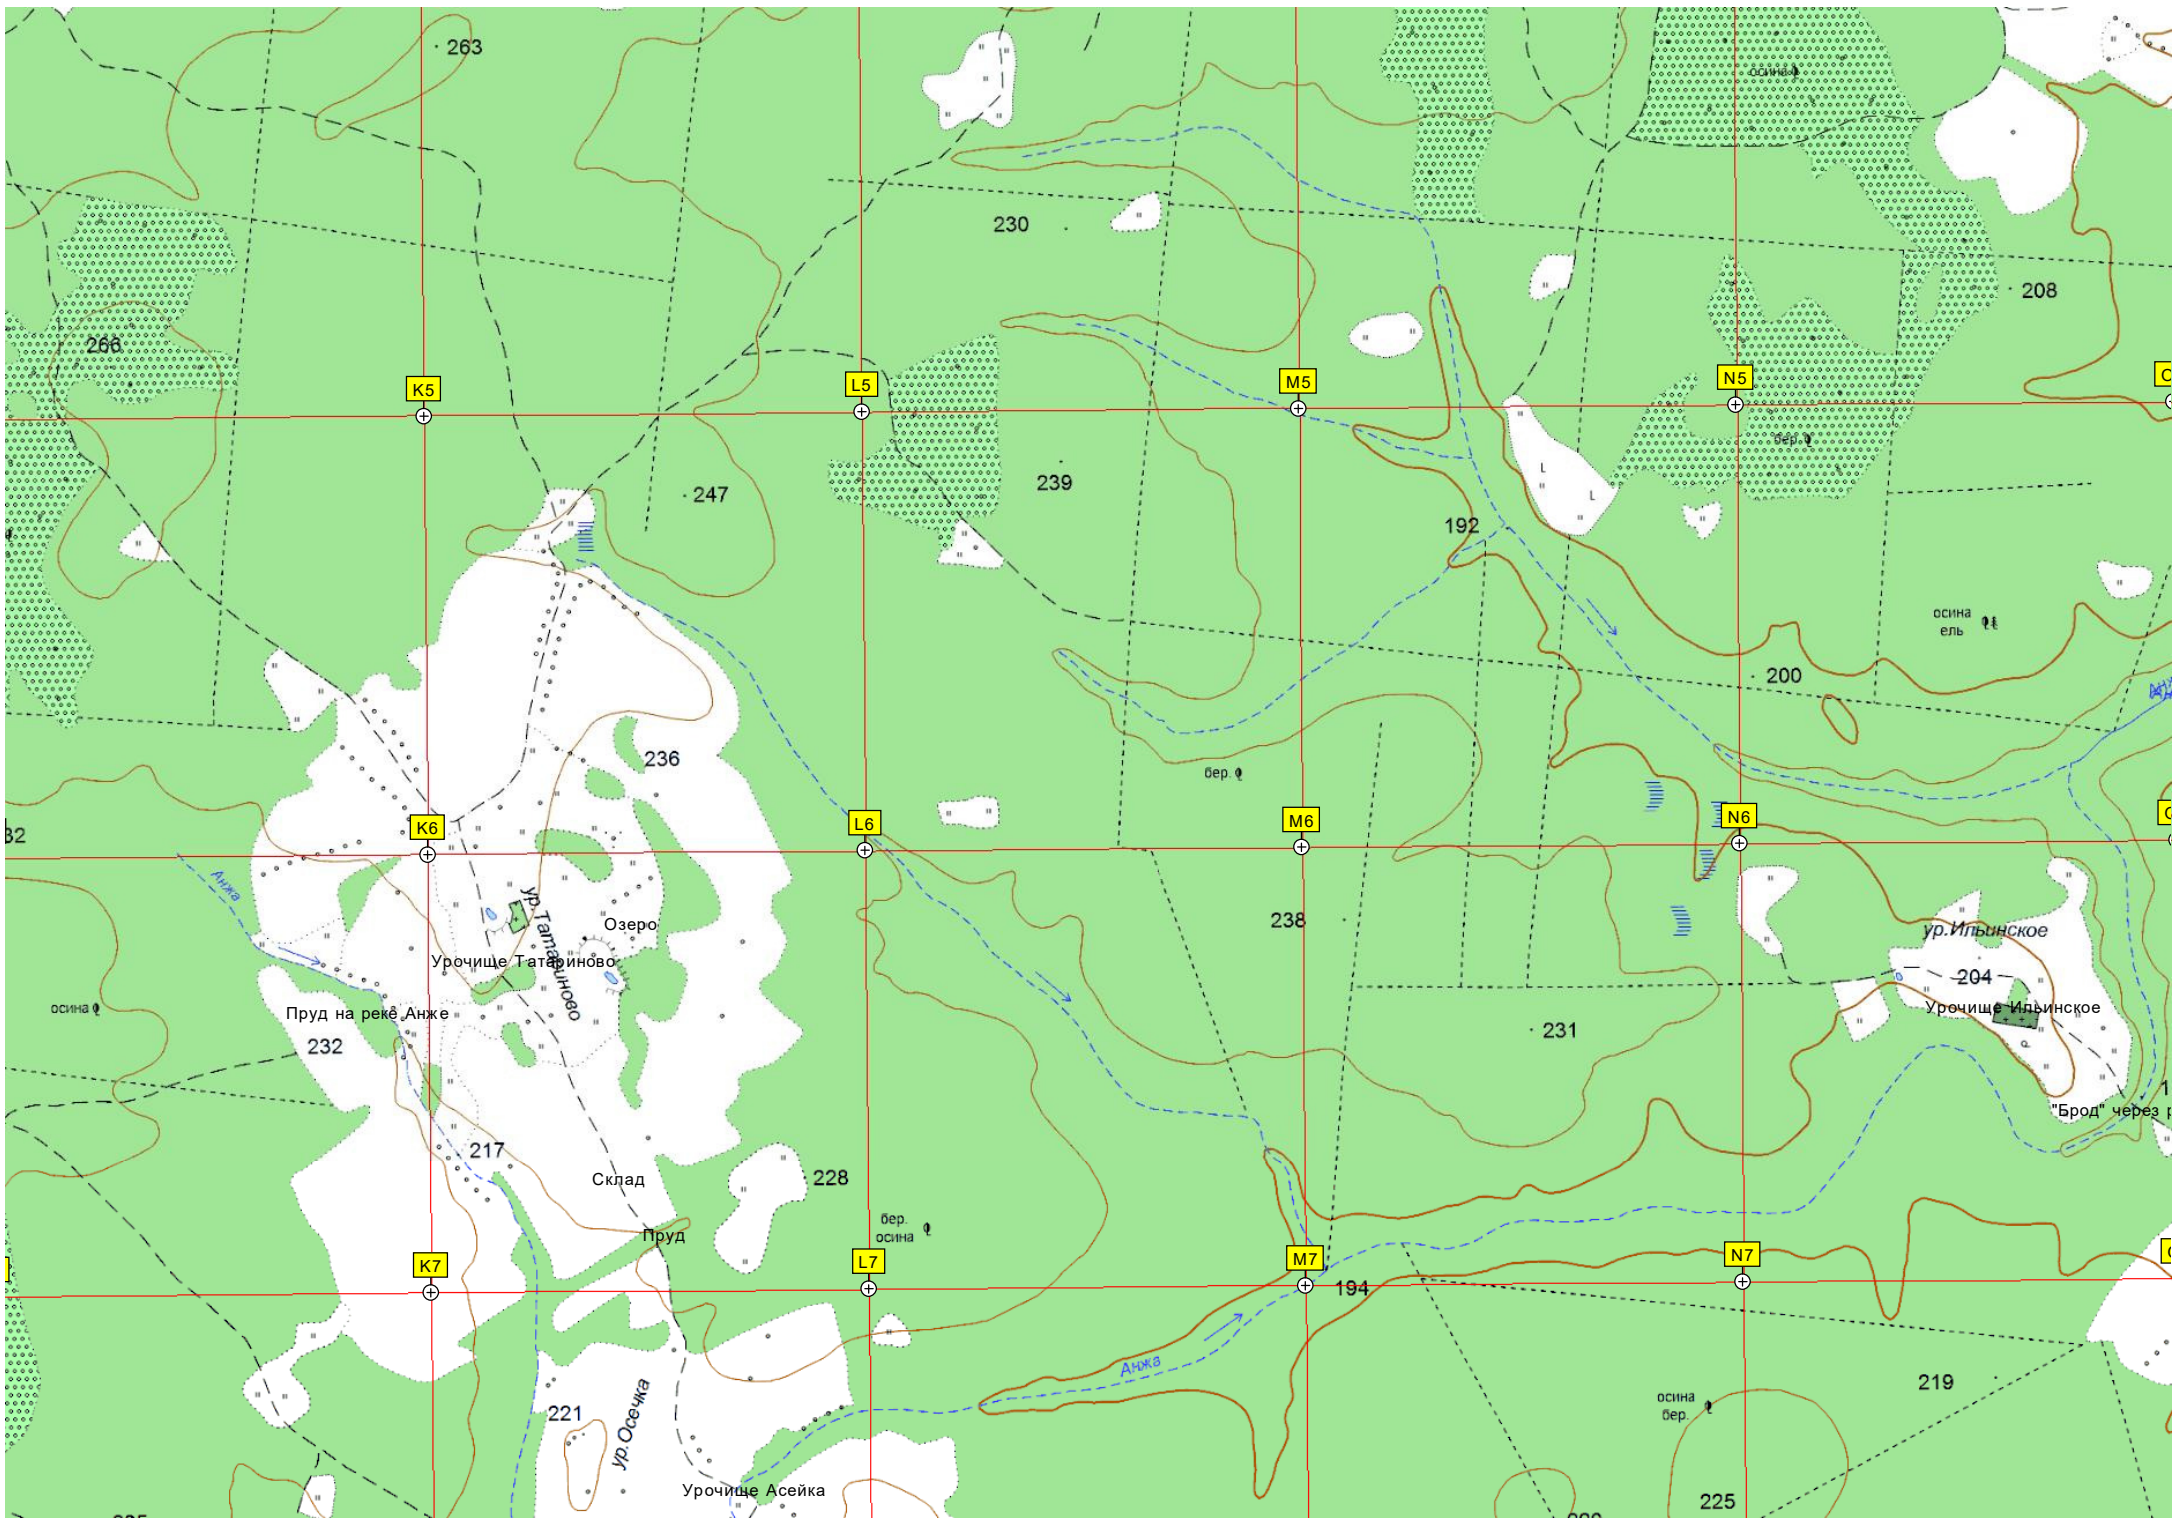 263
осина
230
208
266
K5
L5
M5
N5
бер.
247
239
192
осина
ель
200
236
бер.
K6
L6
M6
N6
Анжа
238
ур.Татариново
Озеро
ур.Ильинское
Урочище Татариново
204
осина
Пруд на реке Анже
Урочище Ильинское
231
232
"Брод" через
217
Склад
228
бер.
осина
Пруд
K7
L7
M7
N7
194
Анжа
219
осина
бер.
221
ур.Осечка
Урочище Асейка
225